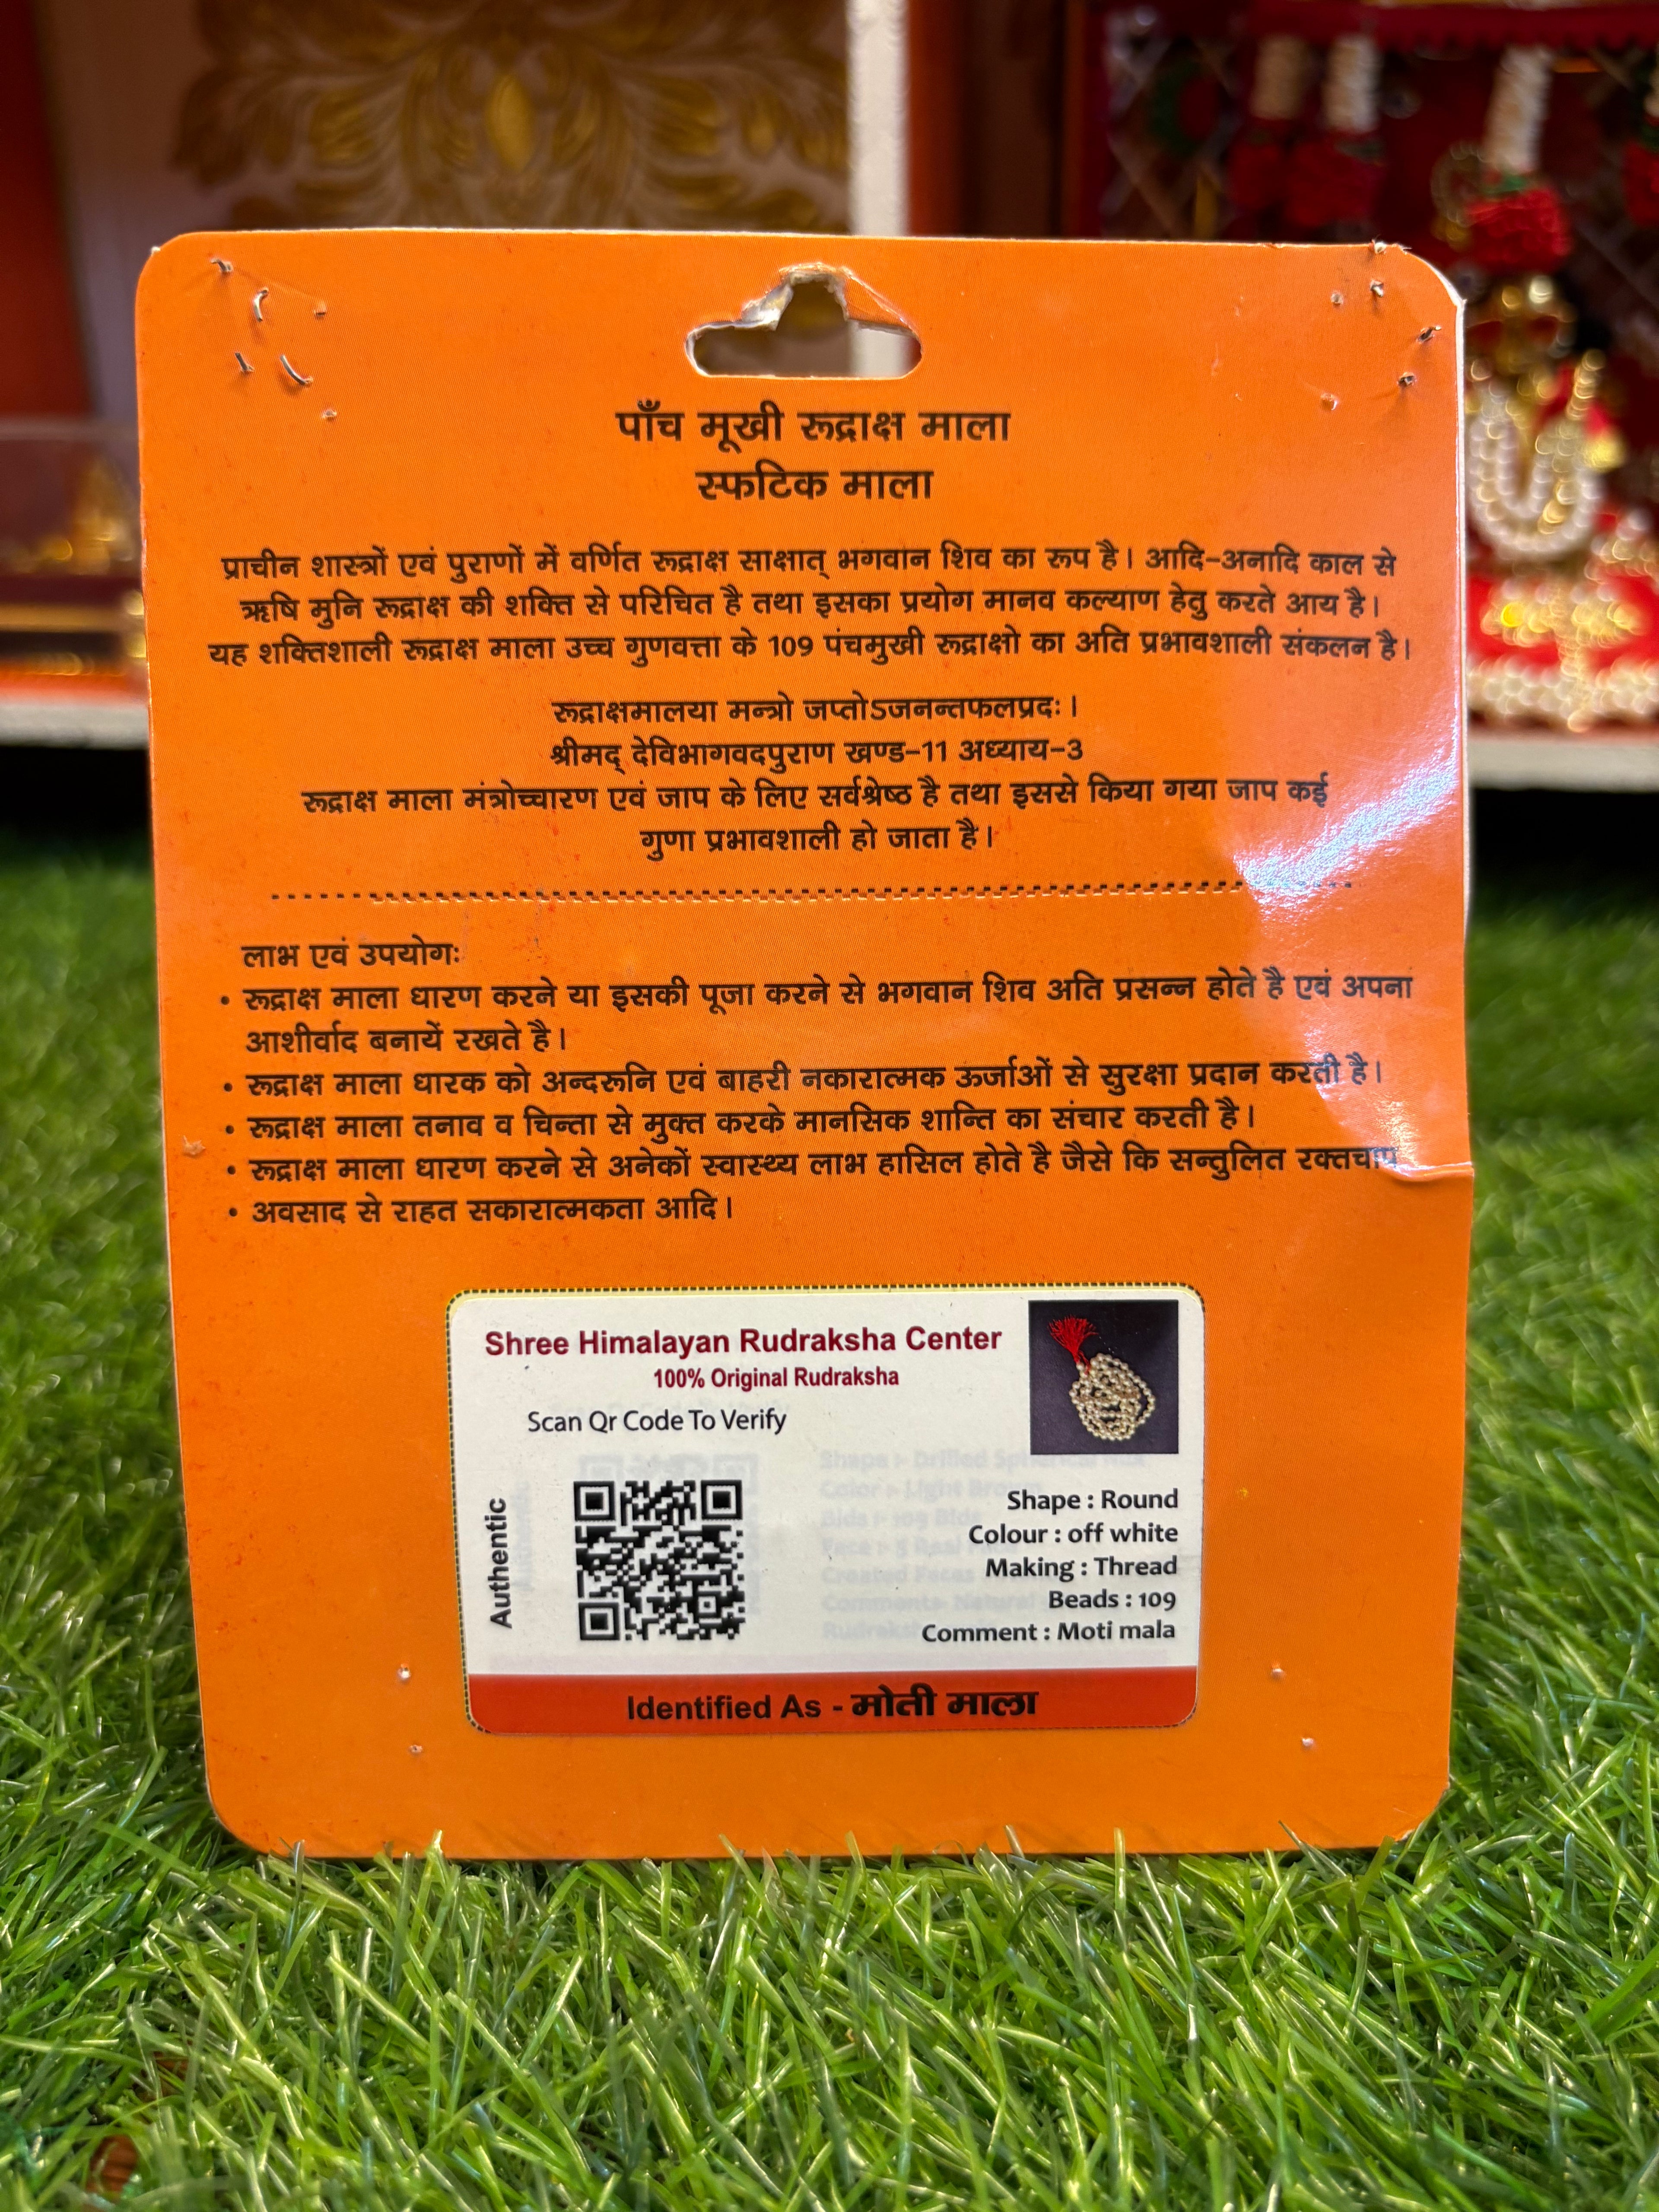 पाँच मूखी रूद्राक्ष माला
स्फटिक माला
प्राचीन शास्त्रों एवं पुराणों में वर्णित रूद्राक्ष साक्षात् भगवान शिव का रूप है। आदि-अनादि काल से
ऋषि मुनि रूद्राक्ष की शक्ति से परिचित है तथा इसका प्रयोग मानव कल्याण हेतु करते आय है।
यह शक्तिशाली रूद्राक्ष माला उच्च गुणवत्ता के 109 पंचमुखी रूद्राक्षो का अति प्रभावशाली संकलन है।
रूद्राक्षमालया मन्त्रो जप्तोऽजनन्तफलप्रदः।
श्रीमद् देविभागवदपुराण खण्ड-11 अध्याय-3
रूद्राक्ष माला मंत्रोच्चारण एवं जाप के लिए सर्वश्रेष्ठ है तथा इससे किया गया जाप कई
गुणा प्रभावशाली हो जाता है।
लाभ एवं उपयोगः
• रूद्राक्ष माला धारण करने या इसकी पूजा करने से भगवान शिव अति प्रसन्न होते है एवं अपना
आशीर्वाद बनायें रखते है।
• रूद्राक्ष माला धारक को अन्दरूनि एवं बाहरी नकारात्मक ऊर्जाओं से सुरक्षा प्रदान करती है।
• रूद्राक्ष माला तनाव व चिन्ता से मुक्त करके मानसिक शान्ति का संचार करती है।
• रूद्राक्ष माला धारण करने से अनेकों स्वास्थ्य लाभ हासिल होते है जैसे कि सन्तुलित रक्तचाप
• अवसाद से राहत सकारात्मकता आदि।
Shree Himalayan Rudraksha Center
100% Original Rudraksha
Scan Qr Code To Verify
Authentic
Shape : Round
Colour : off white
Making : Thread
Beads : 109
Comment : Moti mala
Identified As - मोती माला